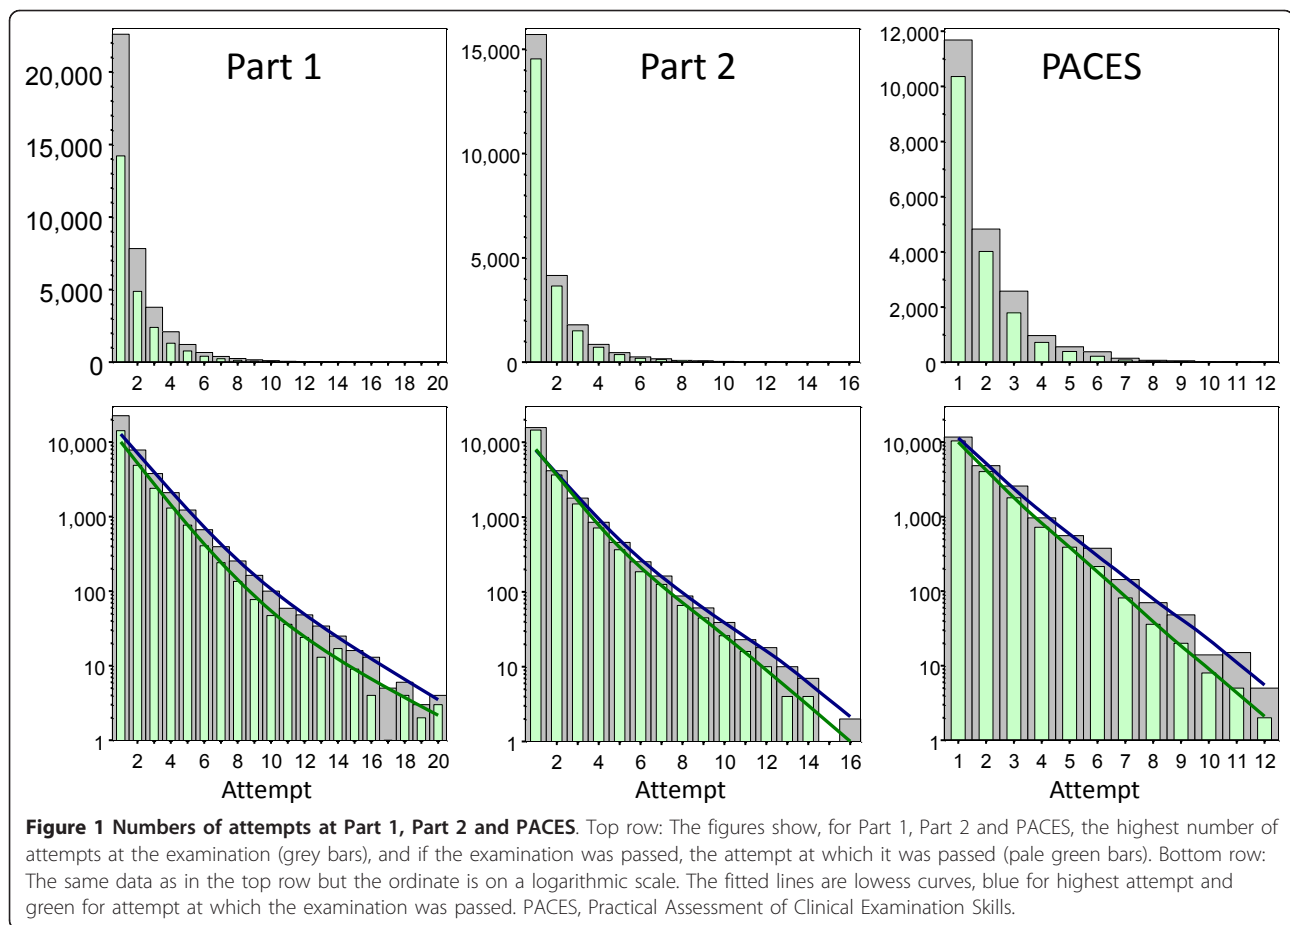 Part 1
Part 2
PACES
20,000
15,000
10,000
5,000
0
2 4 6 8 10 12 14 16 18 20
15,000
10,000
5,000
0
2 4 6 8 10 12 14 16
12,000
10,000
8,000
6,000
4,000
2,000
0
1 2 3 4 5 6 7 8 9 10 11 12
10,000
1,000
100
10
1
2 4 6 8 10 12 14 16 18 20
Attempt
10,000
1,000
100
10
1
2 4 6 8 10 12 14 16
Attempt
10,000
1,000
100
10
1
1 2 3 4 5 6 7 8 9 10 11 12
Attempt
Figure 1 Numbers of attempts at Part 1, Part 2 and PACES. Top row: The figures show, for Part 1, Part 2 and PACES, the highest number of
attempts at the examination (grey bars), and if the examination was passed, the attempt at which it was passed (pale green bars). Bottom row:
The same data as in the top row but the ordinate is on a logarithmic scale. The fitted lines are lowess curves, blue for highest attempt and
green for attempt at which the examination was passed. PACES, Practical Assessment of Clinical Examination Skills.